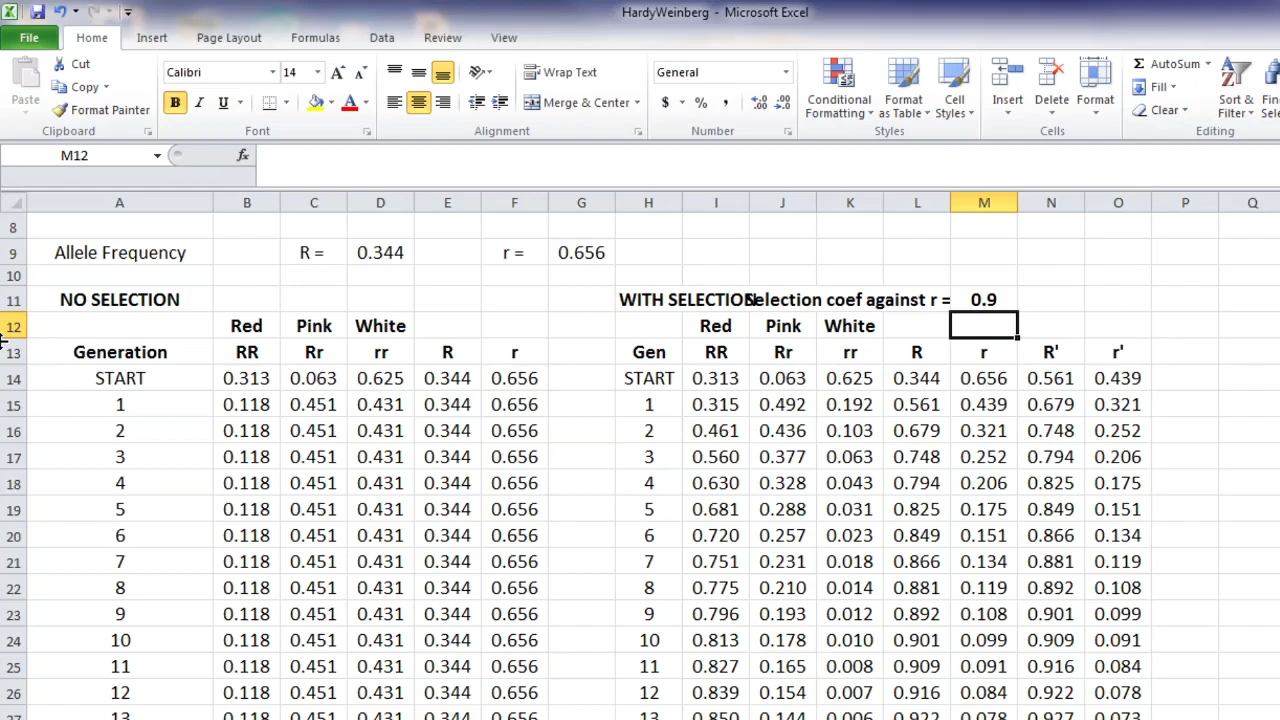 HardyWeinberg - Microsoft Excel
File Home Insert Page Layout Formulas Data Review View
Paste Cut Copy Format Painter Clipboard
Calibri 14 B I U A Font
Wrap Text Merge & Center Alignment
General $ % , .00 .0 Number
Conditional Formatting Format as Table Cell Styles Styles
Insert Delete Format Cells
Σ AutoSum Fill Clear Sort & Filter Editing
M12 fx
A B C D E F G H I J K L M N O P Q
8
9 Allele Frequency R = 0.344 r = 0.656
10
11 NO SELECTION WITH SELECTION Selection coef against r = 0.9
12 Red Pink White Red Pink White
13 Generation RR Rr rr R r Gen RR Rr rr R r R' r'
14 START 0.313 0.063 0.625 0.344 0.656 START 0.313 0.063 0.625 0.344 0.656 0.561 0.439
15 1 0.118 0.451 0.431 0.344 0.656 1 0.315 0.492 0.192 0.561 0.439 0.679 0.321
16 2 0.118 0.451 0.431 0.344 0.656 2 0.461 0.436 0.103 0.679 0.321 0.748 0.252
17 3 0.118 0.451 0.431 0.344 0.656 3 0.560 0.377 0.063 0.748 0.252 0.794 0.206
18 4 0.118 0.451 0.431 0.344 0.656 4 0.630 0.328 0.043 0.794 0.206 0.825 0.175
19 5 0.118 0.451 0.431 0.344 0.656 5 0.681 0.288 0.031 0.825 0.175 0.849 0.151
20 6 0.118 0.451 0.431 0.344 0.656 6 0.720 0.257 0.023 0.849 0.151 0.866 0.134
21 7 0.118 0.451 0.431 0.344 0.656 7 0.751 0.231 0.018 0.866 0.134 0.881 0.119
22 8 0.118 0.451 0.431 0.344 0.656 8 0.775 0.210 0.014 0.881 0.119 0.892 0.108
23 9 0.118 0.451 0.431 0.344 0.656 9 0.796 0.193 0.012 0.892 0.108 0.901 0.099
24 10 0.118 0.451 0.431 0.344 0.656 10 0.813 0.178 0.010 0.901 0.099 0.909 0.091
25 11 0.118 0.451 0.431 0.344 0.656 11 0.827 0.165 0.008 0.909 0.091 0.916 0.084
26 12 0.118 0.451 0.431 0.344 0.656 12 0.839 0.154 0.007 0.916 0.084 0.922 0.078
27 13 0.118 0.451 0.431 0.344 0.656 13 0.850 0.144 0.006 0.922 0.078 0.927 0.073